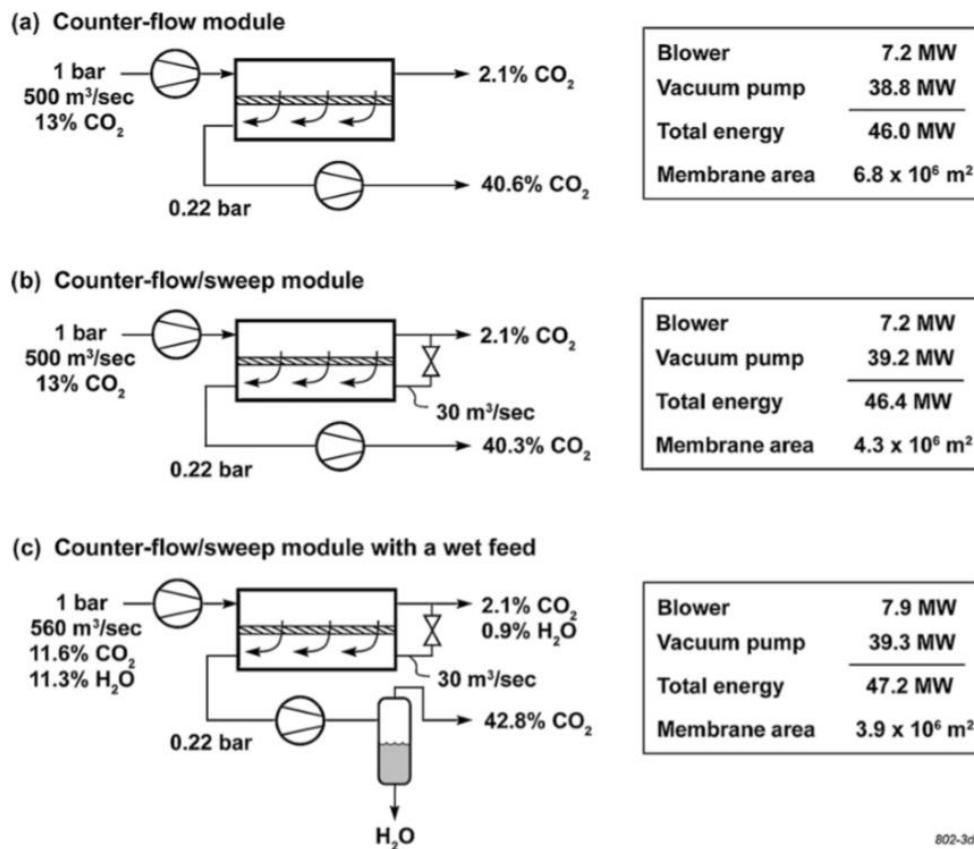 (a) Counter-flow module
1 bar
500 m³/sec
13% CO₂
2.1% CO₂
0.22 bar
40.6% CO₂
Blower 7.2 MW
Vacuum pump 38.8 MW
Total energy 46.0 MW
Membrane area 6.8 x 10⁶ m²
(b) Counter-flow/sweep module
1 bar
500 m³/sec
13% CO₂
2.1% CO₂
30 m³/sec
0.22 bar
40.3% CO₂
Blower 7.2 MW
Vacuum pump 39.2 MW
Total energy 46.4 MW
Membrane area 4.3 x 10⁶ m²
(c) Counter-flow/sweep module with a wet feed
1 bar
560 m³/sec
11.6% CO₂
11.3% H₂O
2.1% CO₂
0.9% H₂O
30 m³/sec
0.22 bar
42.8% CO₂
H₂O
Blower 7.9 MW
Vacuum pump 39.3 MW
Total energy 47.2 MW
Membrane area 3.9 x 10⁶ m²
802-3d